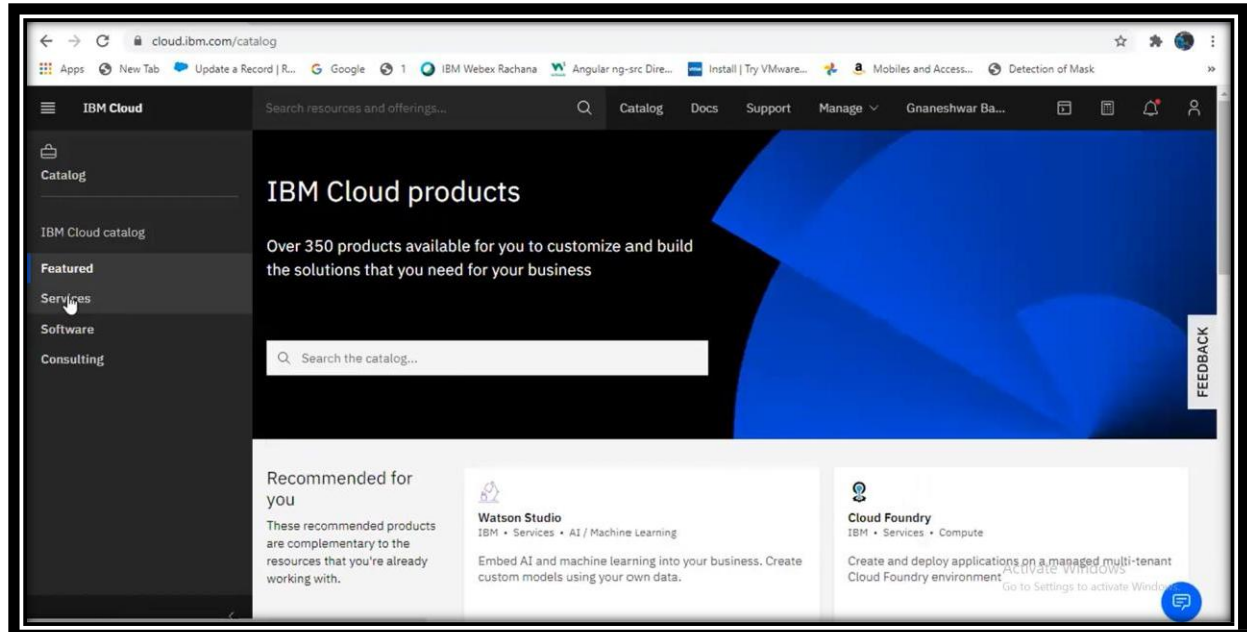 cloud.ibm.com/catalog
Apps New Tab Update a Record | R... Google 1 IBM Webex Rachana Angular ng-src Dire... Install | Try VMware... Mobiles and Access... Detection of Mask »
IBM Cloud Search resources and offerings... Catalog Docs Support Manage Gnaneshwar Ba...
Catalog
IBM Cloud catalog
Featured
Services
Software
Consulting
IBM Cloud products
Over 350 products available for you to customize and build
the solutions that you need for your business
Search the catalog...
FEEDBACK
Recommended for
you
These recommended products
are complementary to the
resources that you're already
working with.
Watson Studio
IBM • Services • AI / Machine Learning
Embed AI and machine learning into your business. Create
custom models using your own data.
Cloud Foundry
IBM • Services • Compute
Create and deploy applications on a managed multi-tenant
Cloud Foundry environment
Activate Windows
Go to Settings to activate Windows.